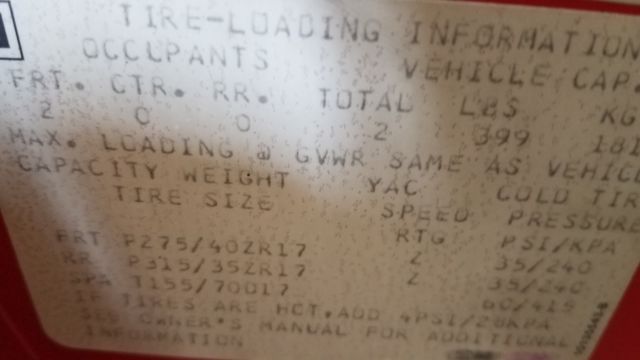 TIRE-LOADING INFORMATION
OCCUPANTS VEHICLE CAP.
FRT. CTR. RR. TOTAL LBS KG
2 0 0 2 399 181
MAX. LOADING @ GVWR SAME AS VEHICLE
CAPACITY WEIGHT YAC COLD TIR
TIRE SIZE SPEED PRESSURE
RTG PSI/KPA
FRT P275/40ZR17 Z 35/240
RR P315/35ZR17 Z 35/240
SPA T155/70D17 60/415
IF TIRES ARE HOT, ADD 4PSI/28KPA
SEE OWNER'S MANUAL FOR ADDITIONAL
INFORMATION